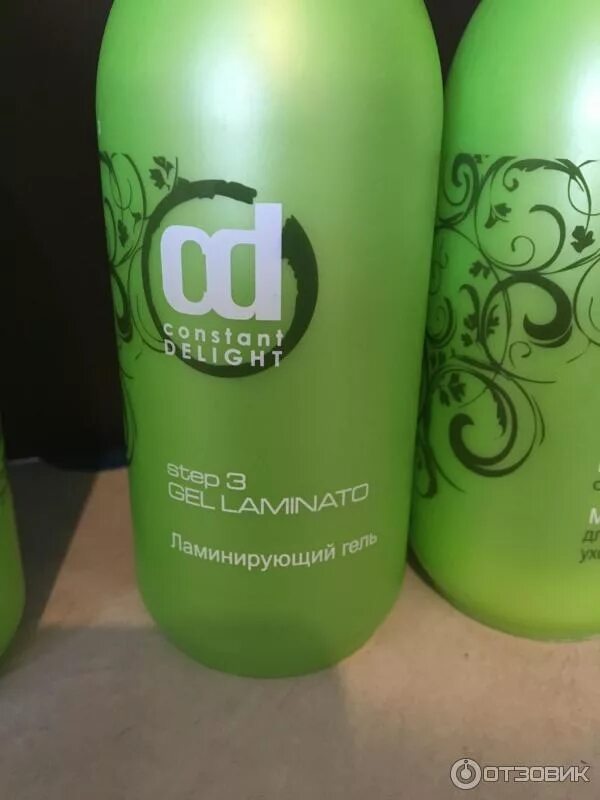 cd
constant
DELIGHT
step 3
GEL LAMINATO
Ламинирующий гель
ОТЗОВИК